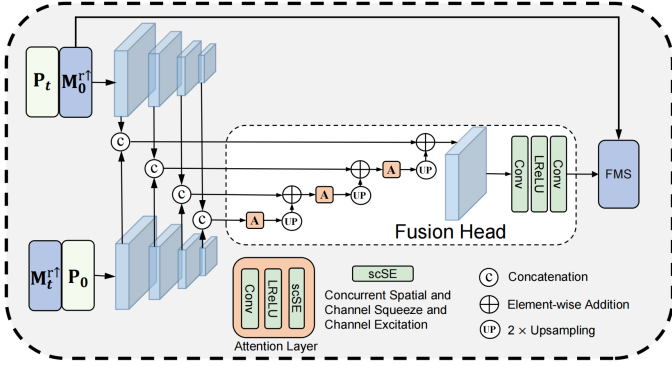 P_t M_0^{r↑}
C
C
C
C
A
UP
A
UP
A
UP
Conv
LReLU
Conv
FMS
Fusion Head
M_t^{r↑} P_0
Conv
LReLU
scSE
Attention Layer
scSE
Concurrent Spatial and
Channel Squeeze and
Channel Excitation
C Concatenation
Element-wise Addition
UP 2 × Upsampling